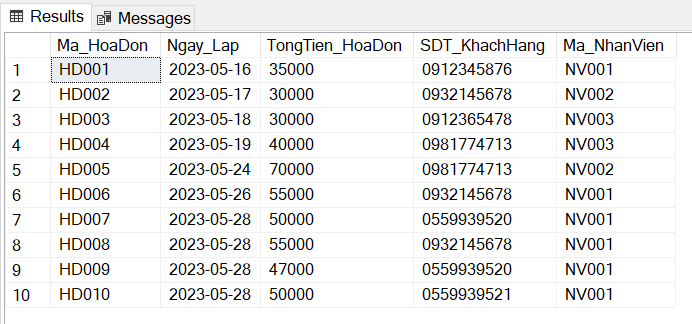 Results Messages
Ma_HoaDon Ngay_Lap TongTien_HoaDon SDT_KhachHang Ma_NhanVien
1 HD001 2023-05-16 35000 0912345876 NV001
2 HD002 2023-05-17 30000 0932145678 NV002
3 HD003 2023-05-18 30000 0912365478 NV003
4 HD004 2023-05-19 40000 0981774713 NV003
5 HD005 2023-05-24 70000 0981774713 NV002
6 HD006 2023-05-26 55000 0932145678 NV001
7 HD007 2023-05-28 50000 0559939520 NV001
8 HD008 2023-05-28 55000 0932145678 NV001
9 HD009 2023-05-28 47000 0559939520 NV001
10 HD010 2023-05-28 50000 0559939521 NV001